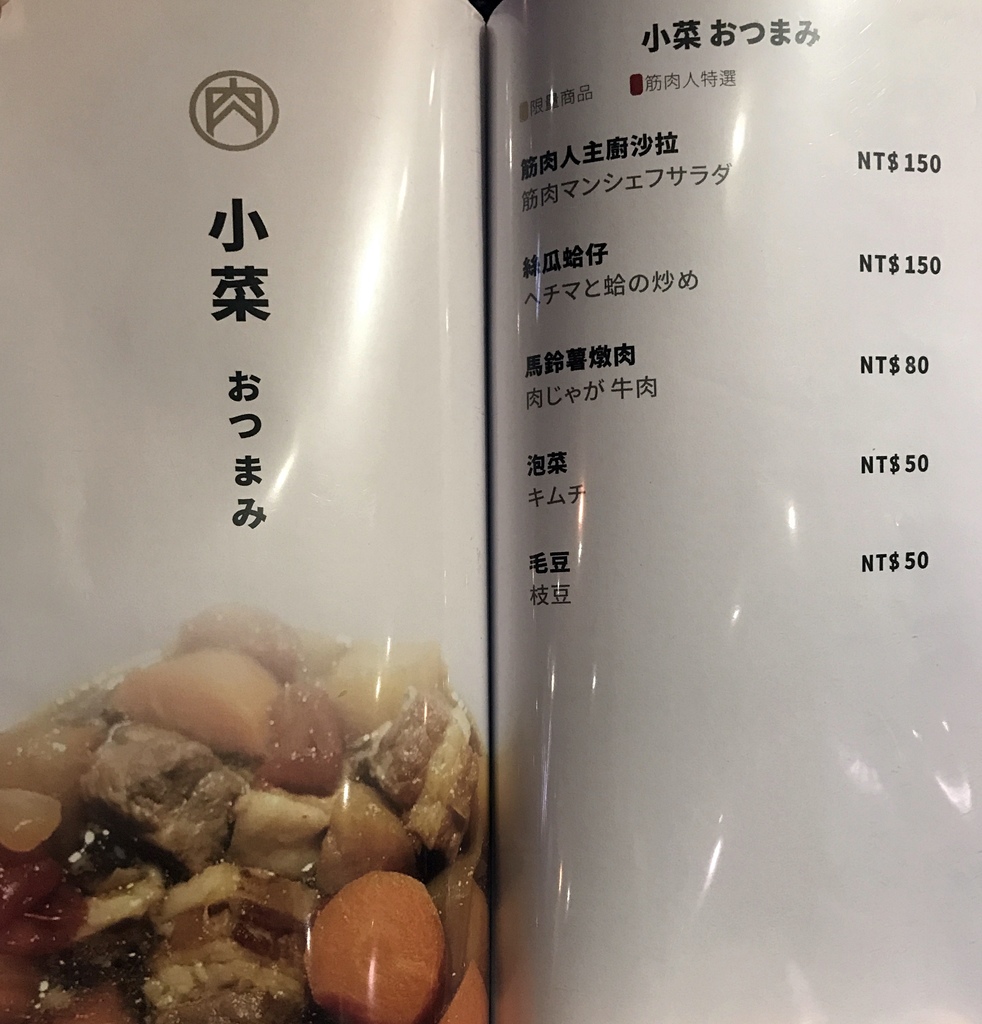 肉
小菜
おつまみ
小菜 おつまみ
限量商品
筋肉人特選
筋肉人主廚沙拉
NT$150
筋肉マンシェフサラダ
絲瓜蛤仔
NT$150
ヘチマと蛤の炒め
馬鈴薯燉肉
NT$80
肉じゃが 牛肉
泡菜
NT$50
キムチ
毛豆
NT$50
枝豆